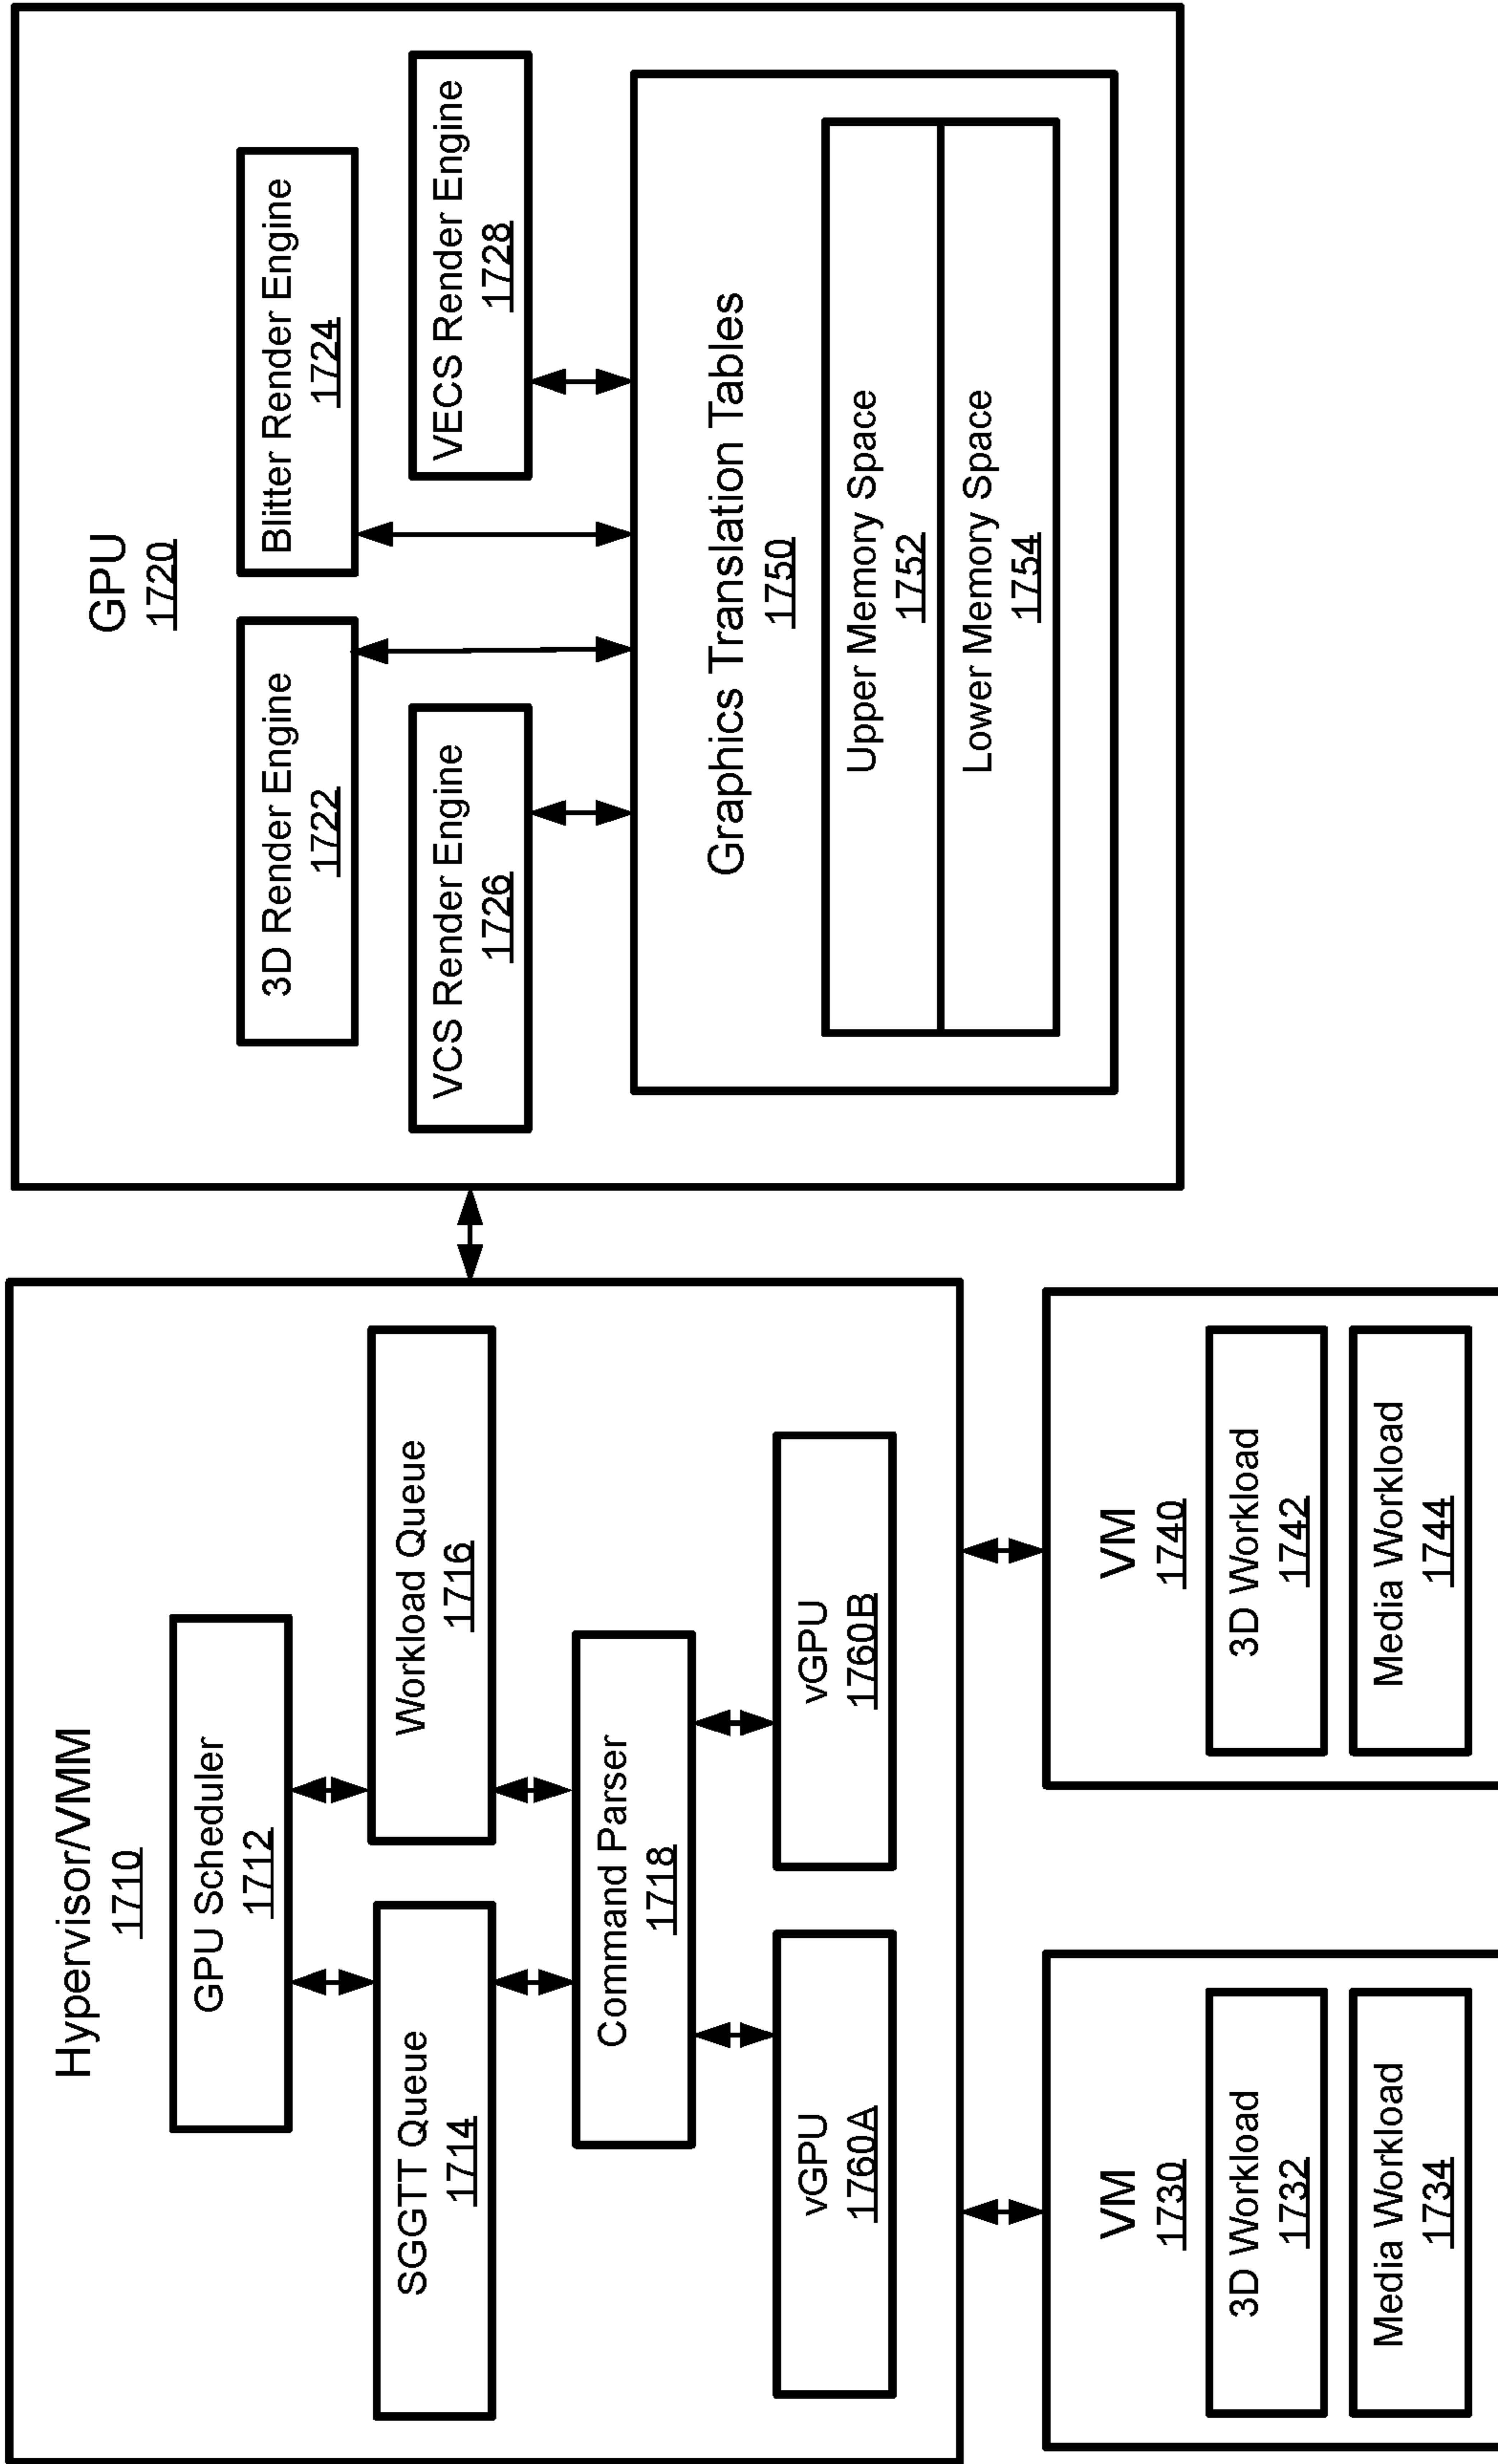 Hypervisor/VMM
1710
GPU Scheduler
1712
SGGTT Queue
1714
Workload Queue
1716
Command Parser
1718
vGPU
1760A
vGPU
1760B
VM
1730
3D Workload
1732
Media Workload
1734
VM
1740
3D Workload
1742
Media Workload
1744
GPU
1720
3D Render Engine
1722
Blitter Render Engine
1724
VCS Render Engine
1726
VECS Render Engine
1728
Graphics Translation Tables
1750
Upper Memory Space
1752
Lower Memory Space
1754